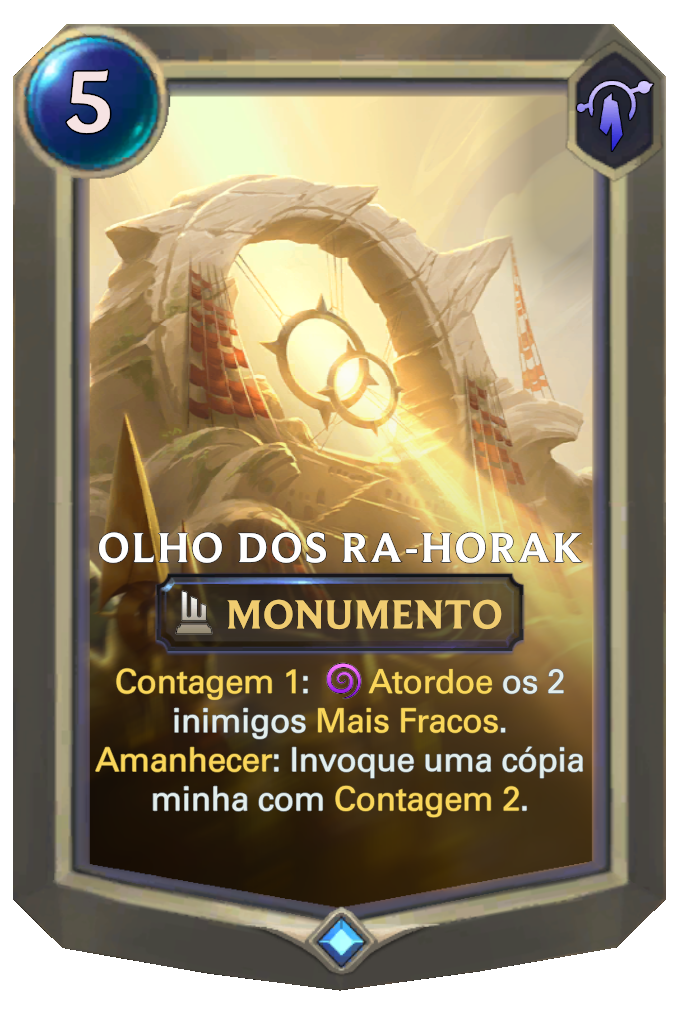 5
OLHO DOS RA-HORAK
MONUMENTO
Contagem 1: Atordoe os 2
inimigos Mais Fracos.
Amanhecer: Invoque uma cópia
minha com Contagem 2.